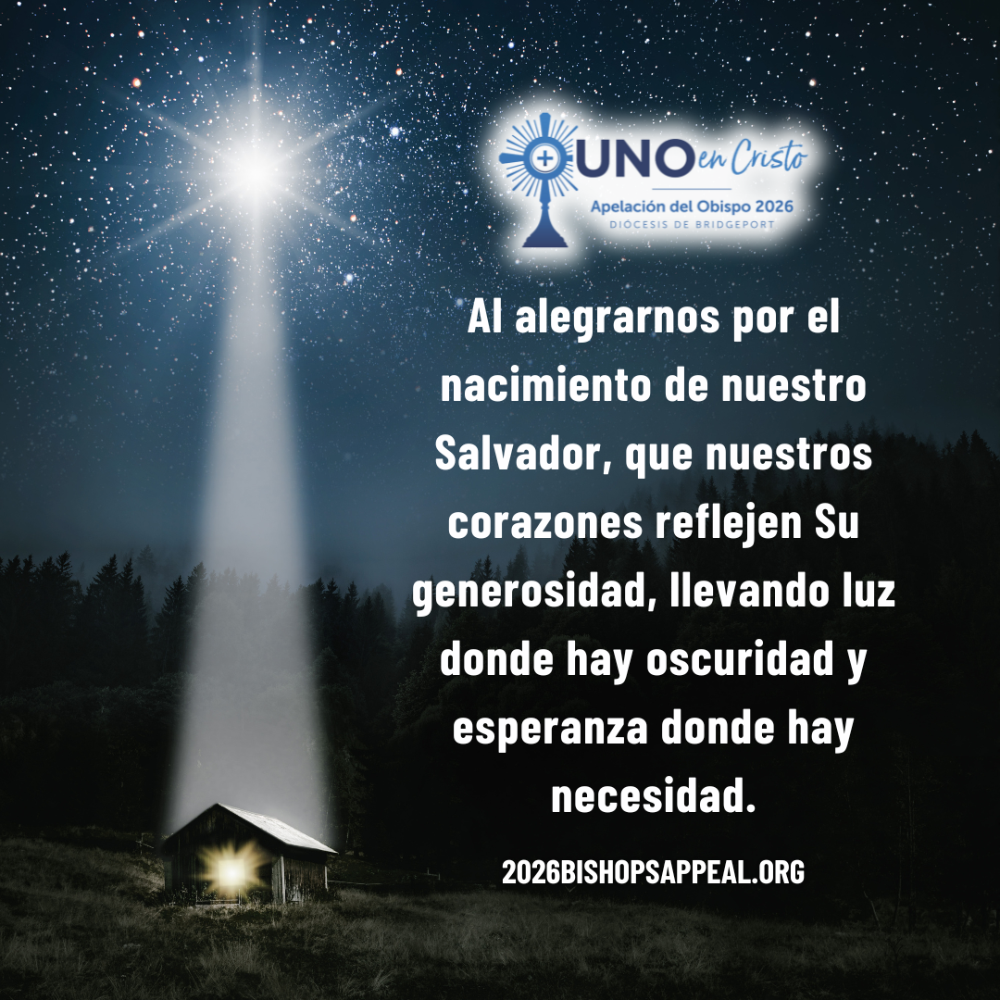 UNO en Cristo
Apelación del Obispo 2026
DIÓCESIS DE BRIDGEPORT
Al alegrarnos por el
nacimiento de nuestro
Salvador, que nuestros
corazones reflejen Su
generosidad, llevando luz
donde hay oscuridad y
esperanza donde hay
necesidad.
2026BISHOPSAPPEAL.ORG